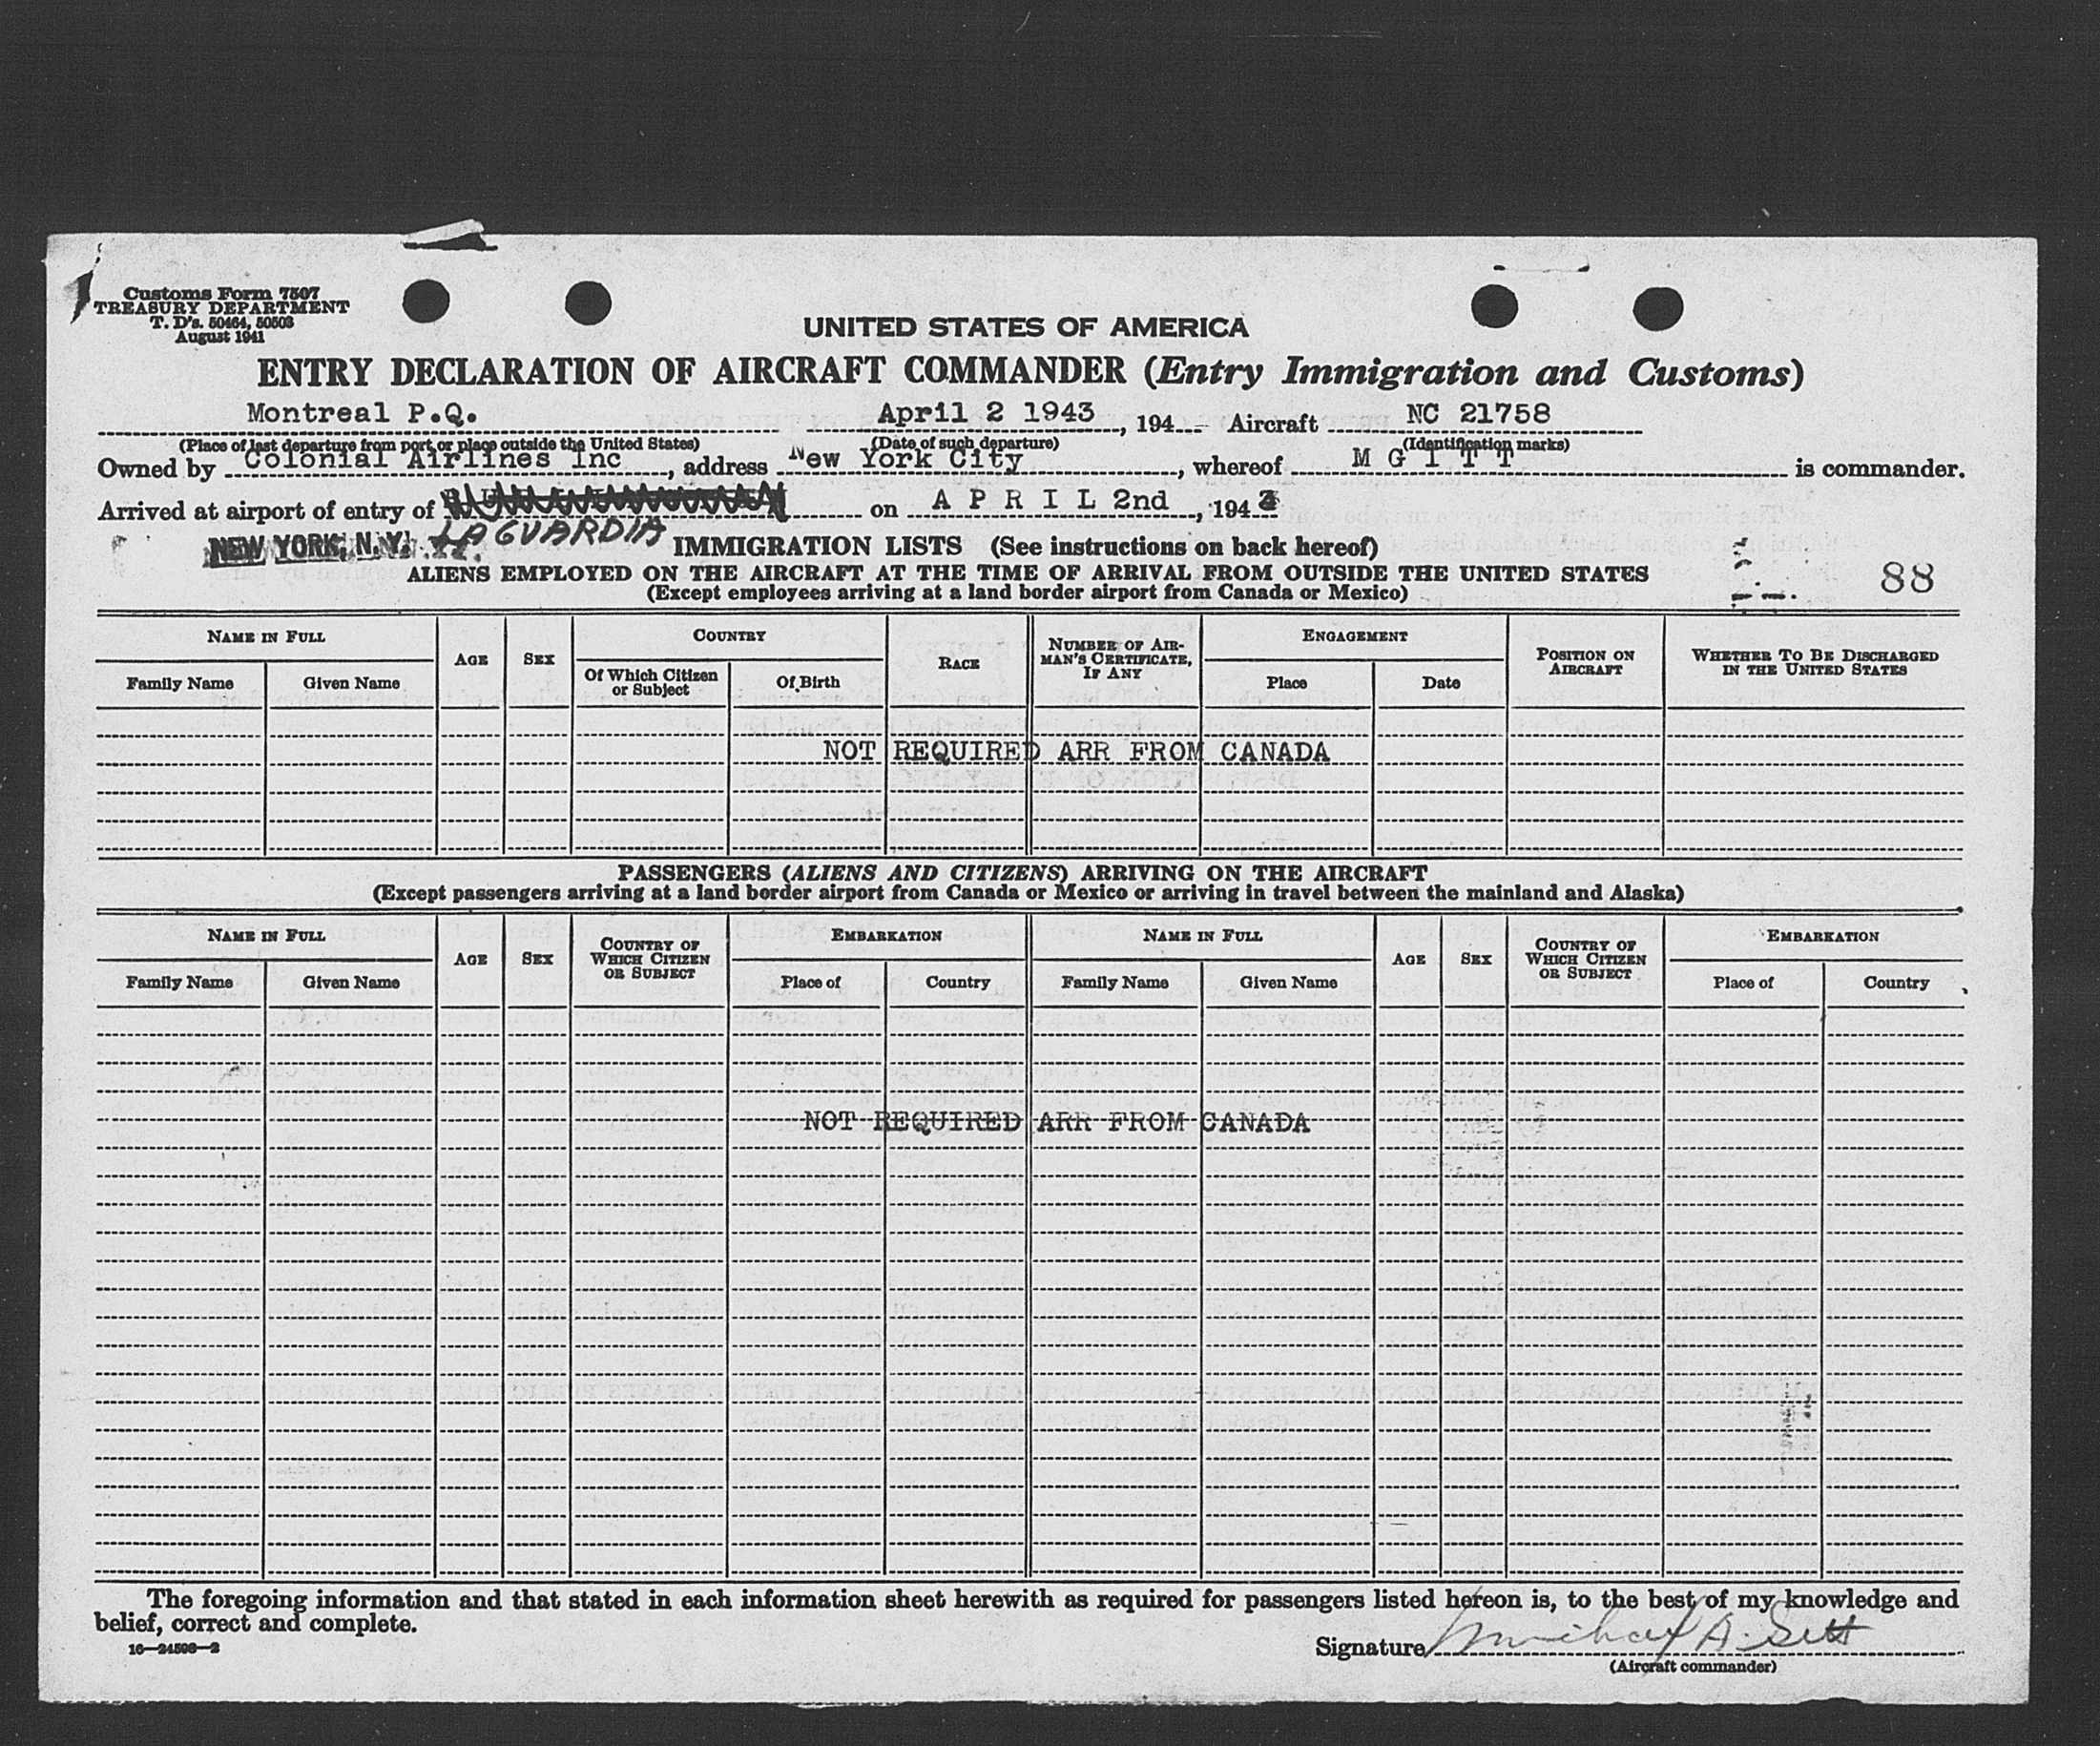 Customs Form 7507
TREASURY DEPARTMENT
T. D's. 50464, 50503
August 1941
UNITED STATES OF AMERICA
ENTRY DECLARATION OF AIRCRAFT COMMANDER (Entry Immigration and Customs)
Montreal P.Q. April 2 1943, 194 Aircraft NC 21758
(Place of last departure from port or place outside the United States) (Date of such departure) (Identification marks)
Owned by Colonial Airlines Inc, address New York City, whereof M G I T T is commander.
Arrived at airport of entry of on A P R I L 2nd, 1943
NEW YORK, N.Y. LAGUARDIA IMMIGRATION LISTS (See instructions on back hereof)
ALIENS EMPLOYED ON THE AIRCRAFT AT THE TIME OF ARRIVAL FROM OUTSIDE THE UNITED STATES 88
(Except employees arriving at a land border airport from Canada or Mexico)
NAME IN FULL AGE SEX COUNTRY RACE NUMBER OF AIRMAN'S CERTIFICATE, IF ANY ENGAGEMENT POSITION ON AIRCRAFT WHETHER TO BE DISCHARGED IN THE UNITED STATES
Family Name Given Name Of Which Citizen or Subject Of Birth Place Date
NOT REQUIRED ARR FROM CANADA
PASSENGERS (ALIENS AND CITIZENS) ARRIVING ON THE AIRCRAFT
(Except passengers arriving at a land border airport from Canada or Mexico or arriving in travel between the mainland and Alaska)
NAME IN FULL AGE SEX COUNTRY OF WHICH CITIZEN OR SUBJECT EMBARKATION NAME IN FULL AGE SEX COUNTRY OF WHICH CITIZEN OR SUBJECT EMBARKATION
Family Name Given Name Place of Country Family Name Given Name Place of Country
NOT REQUIRED ARR FROM CANADA
The foregoing information and that stated in each information sheet herewith as required for passengers listed hereon is, to the best of my knowledge and
belief, correct and complete.
16—24598—2
Signature
(Aircraft commander)